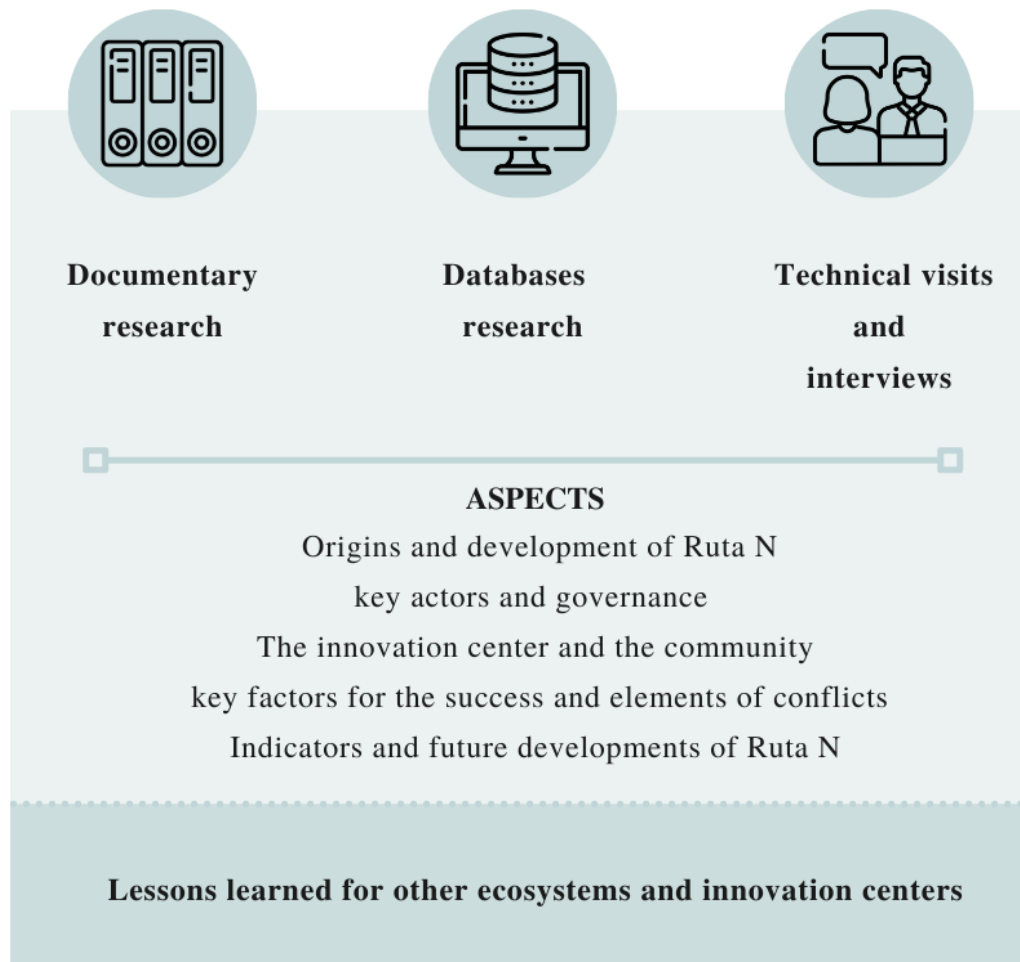 Documentary
research
Databases
research
Technical visits
and
interviews
ASPECTS
Origins and development of Ruta N
key actors and governance
The innovation center and the community
key factors for the success and elements of conflicts
Indicators and future developments of Ruta N
Lessons learned for other ecosystems and innovation centers